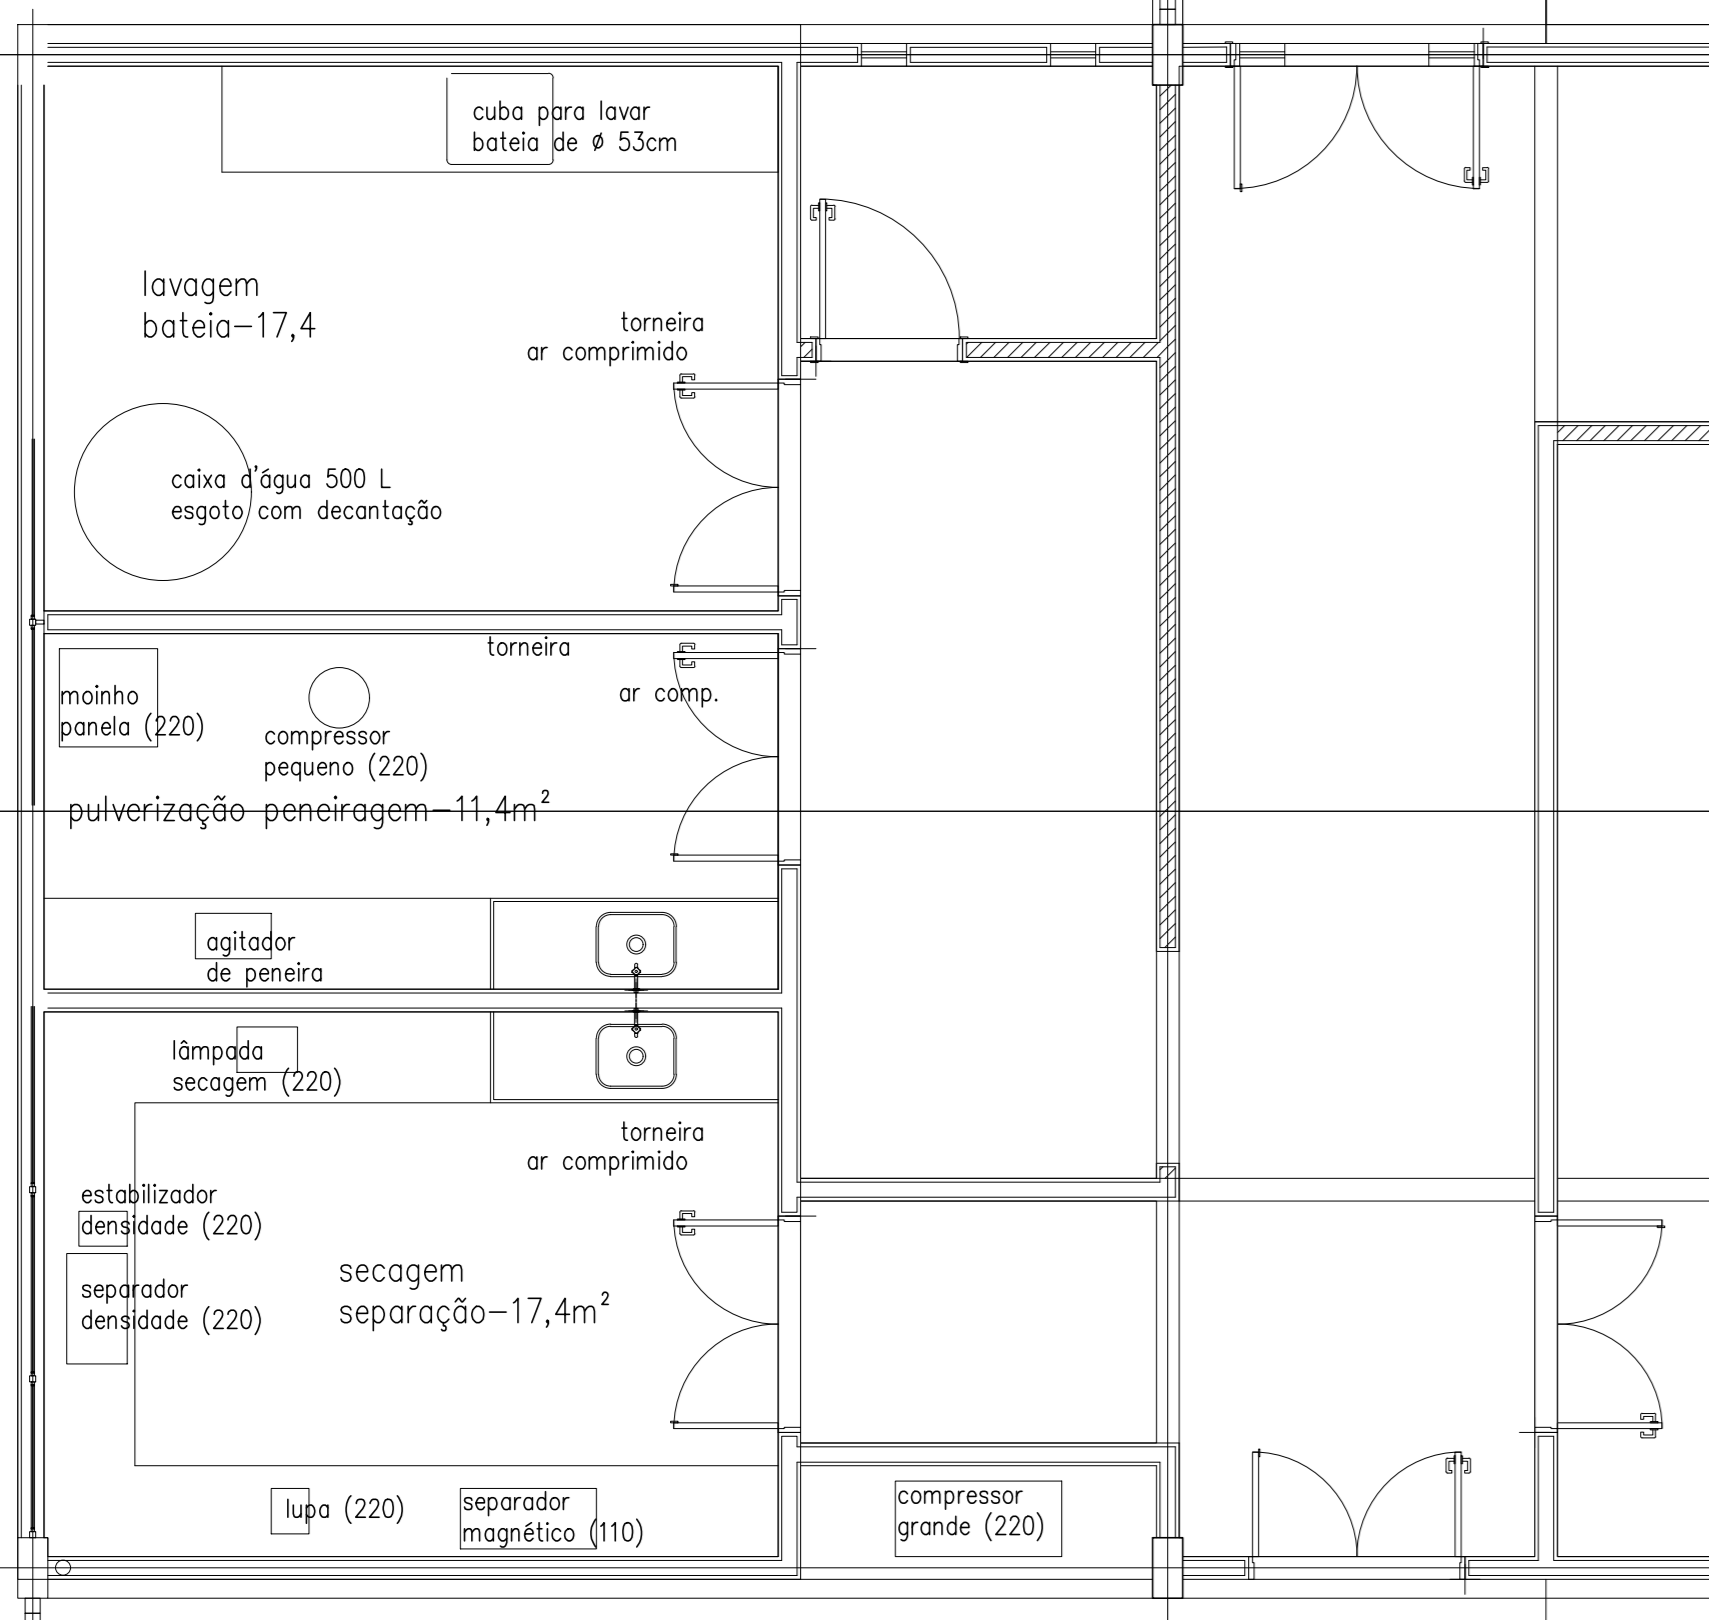 cuba para lavar
bateia de ø 53cm
lavagem
bateia-17,4
torneira
ar comprimido
caixa d'água 500 L
esgoto com decantação
torneira
moinho
panela (220)
ar comp.
compressor
pequeno (220)
pulverização peneiragem-11,4m²
agitador
de peneira
lâmpada
secagem (220)
torneira
ar comprimido
estabilizador
densidade (220)
separador
densidade (220)
secagem
separação-17,4m²
lupa (220)
separador
magnético (110)
compressor
grande (220)